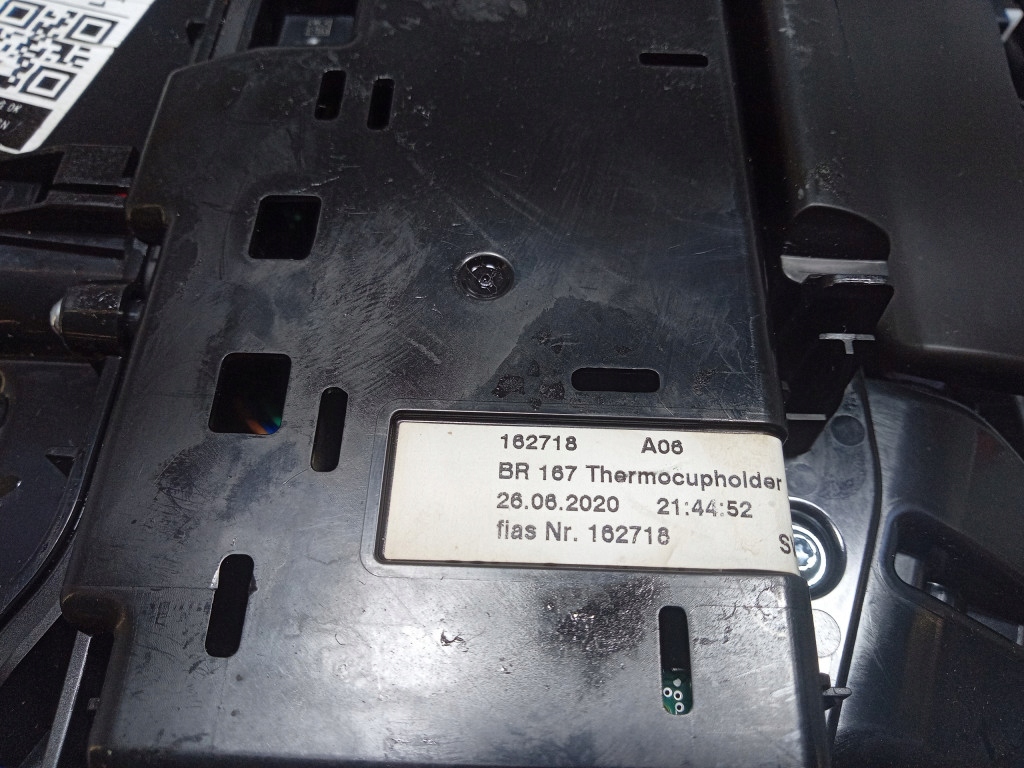 162718 A06
BR 167 Thermocupholder
26.06.2020 21:44:52
fias Nr. 162718
S